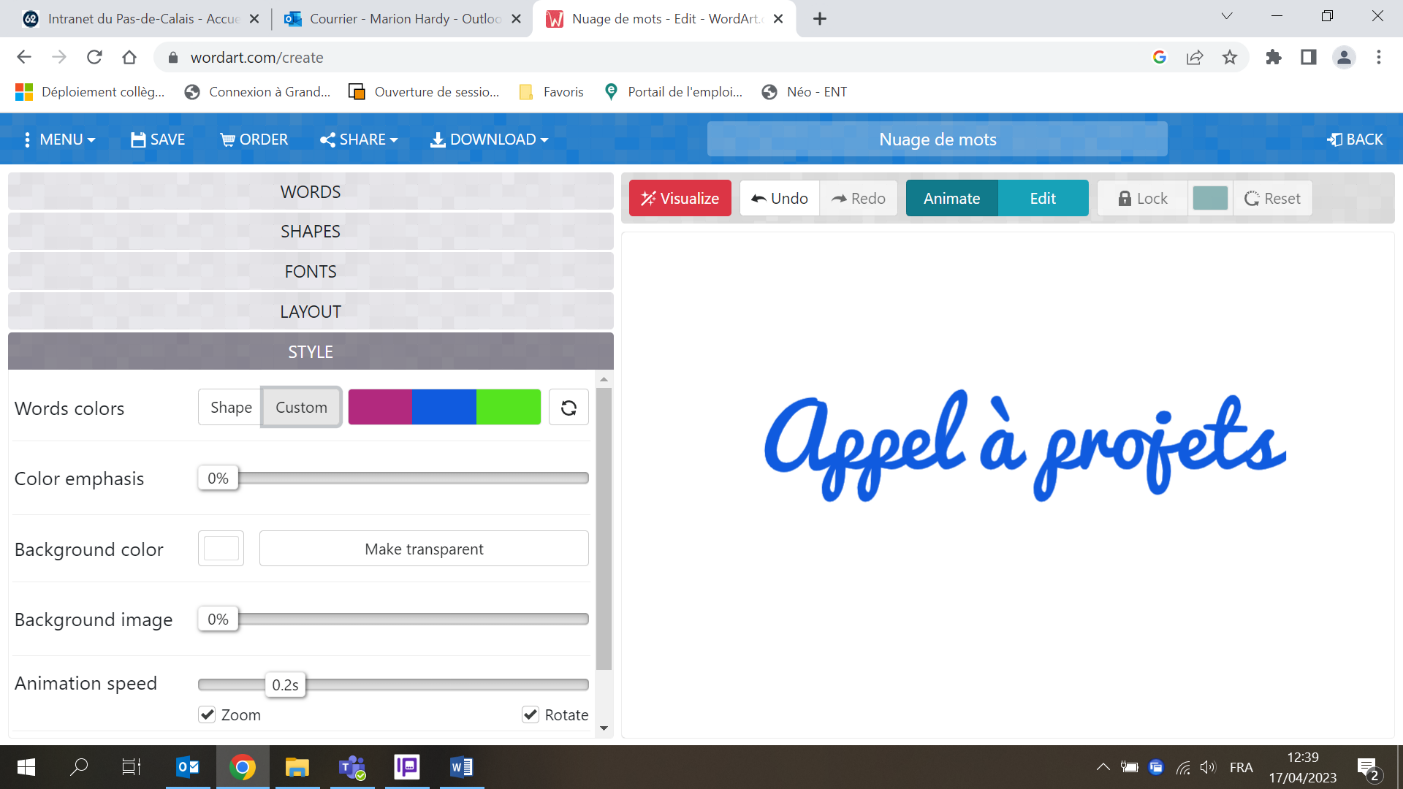 62 Intranet du Pas-de-Calais - Accue
Courrier - Marion Hardy - Outloo
Nuage de mots - Edit - WordArt.c
wordart.com/create
Déploiement collèg...
Connexion à Grand...
Ouverture de sessio...
Favoris
Portail de l'emploi...
Néo - ENT
MENU
SAVE
ORDER
SHARE
DOWNLOAD
Nuage de mots
BACK
WORDS
SHAPES
FONTS
LAYOUT
STYLE
Visualize
Undo
Redo
Animate
Edit
Lock
Reset
Words colors
Shape
Custom
Color emphasis
0%
Background color
Make transparent
Background image
0%
Animation speed
0.2s
Zoom
Rotate
Appel à projets
FRA
12:39
17/04/2023
2